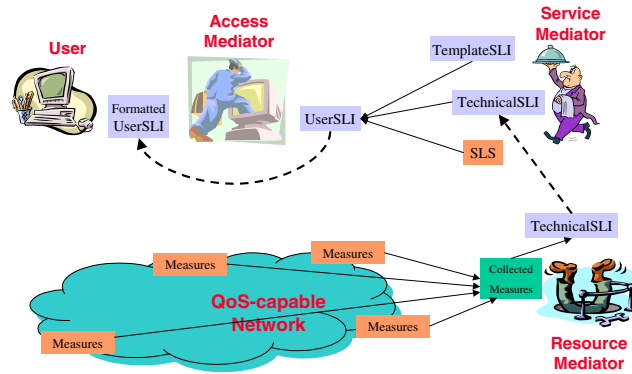 User
Access
Mediator
Service
Mediator
TemplateSLI
Formatted
UserSLI
UserSLI
TechnicalSLI
SLS
TechnicalSLI
Measures
Measures
Collected
Measures
QoS-capable
Network
Measures
Measures
Resource
Mediator